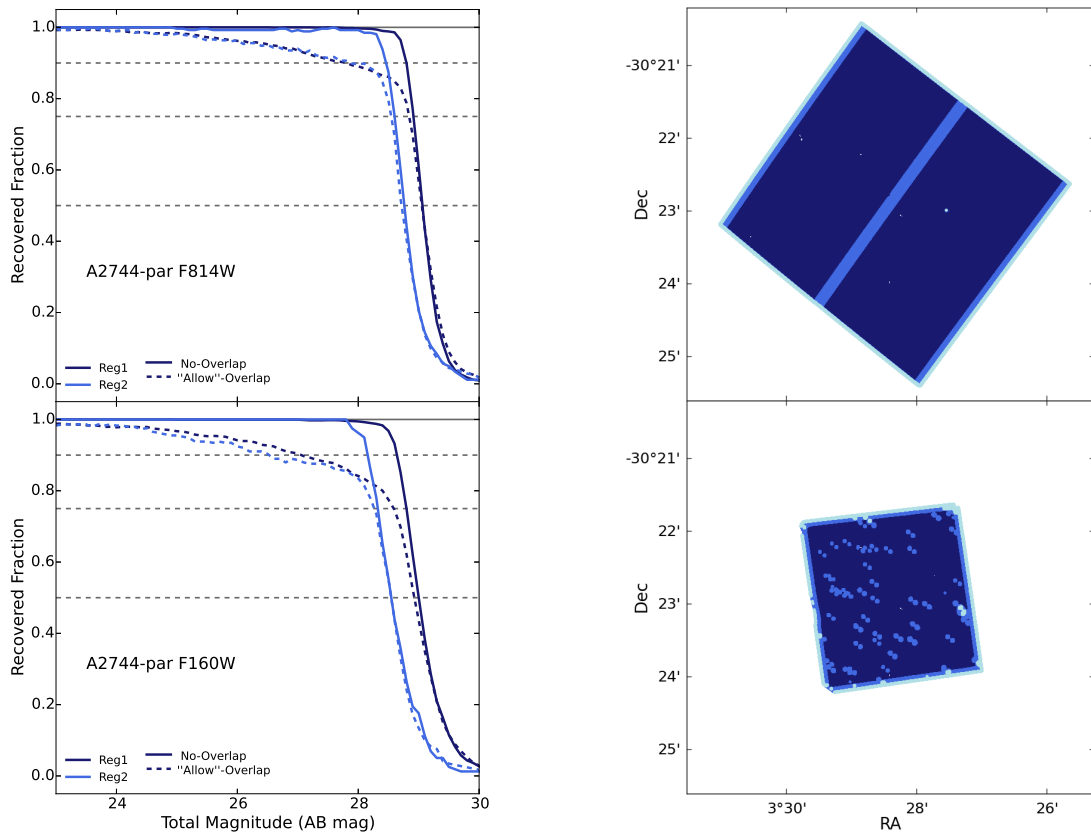 1.0
0.8
0.6
0.4
0.2
0.0
Recovered Fraction
A2744-par F814W
Reg1
Reg2
No-Overlap
"Allow"-Overlap
-30°21'
22'
23'
24'
25'
Dec
1.0
0.8
0.6
0.4
0.2
0.0
Recovered Fraction
A2744-par F160W
Reg1
Reg2
No-Overlap
"Allow"-Overlap
24
26
28
30
Total Magnitude (AB mag)
-30°21'
22'
23'
24'
25'
Dec
3°30'
28'
26'
RA